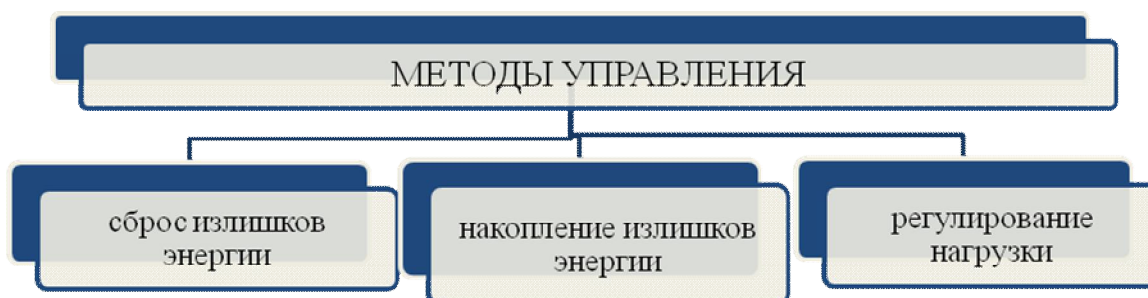 МЕТОДЫ УПРАВЛЕНИЯ
сброс излишков
энергии
накопление излишков
энергии
регулирование
нагрузки